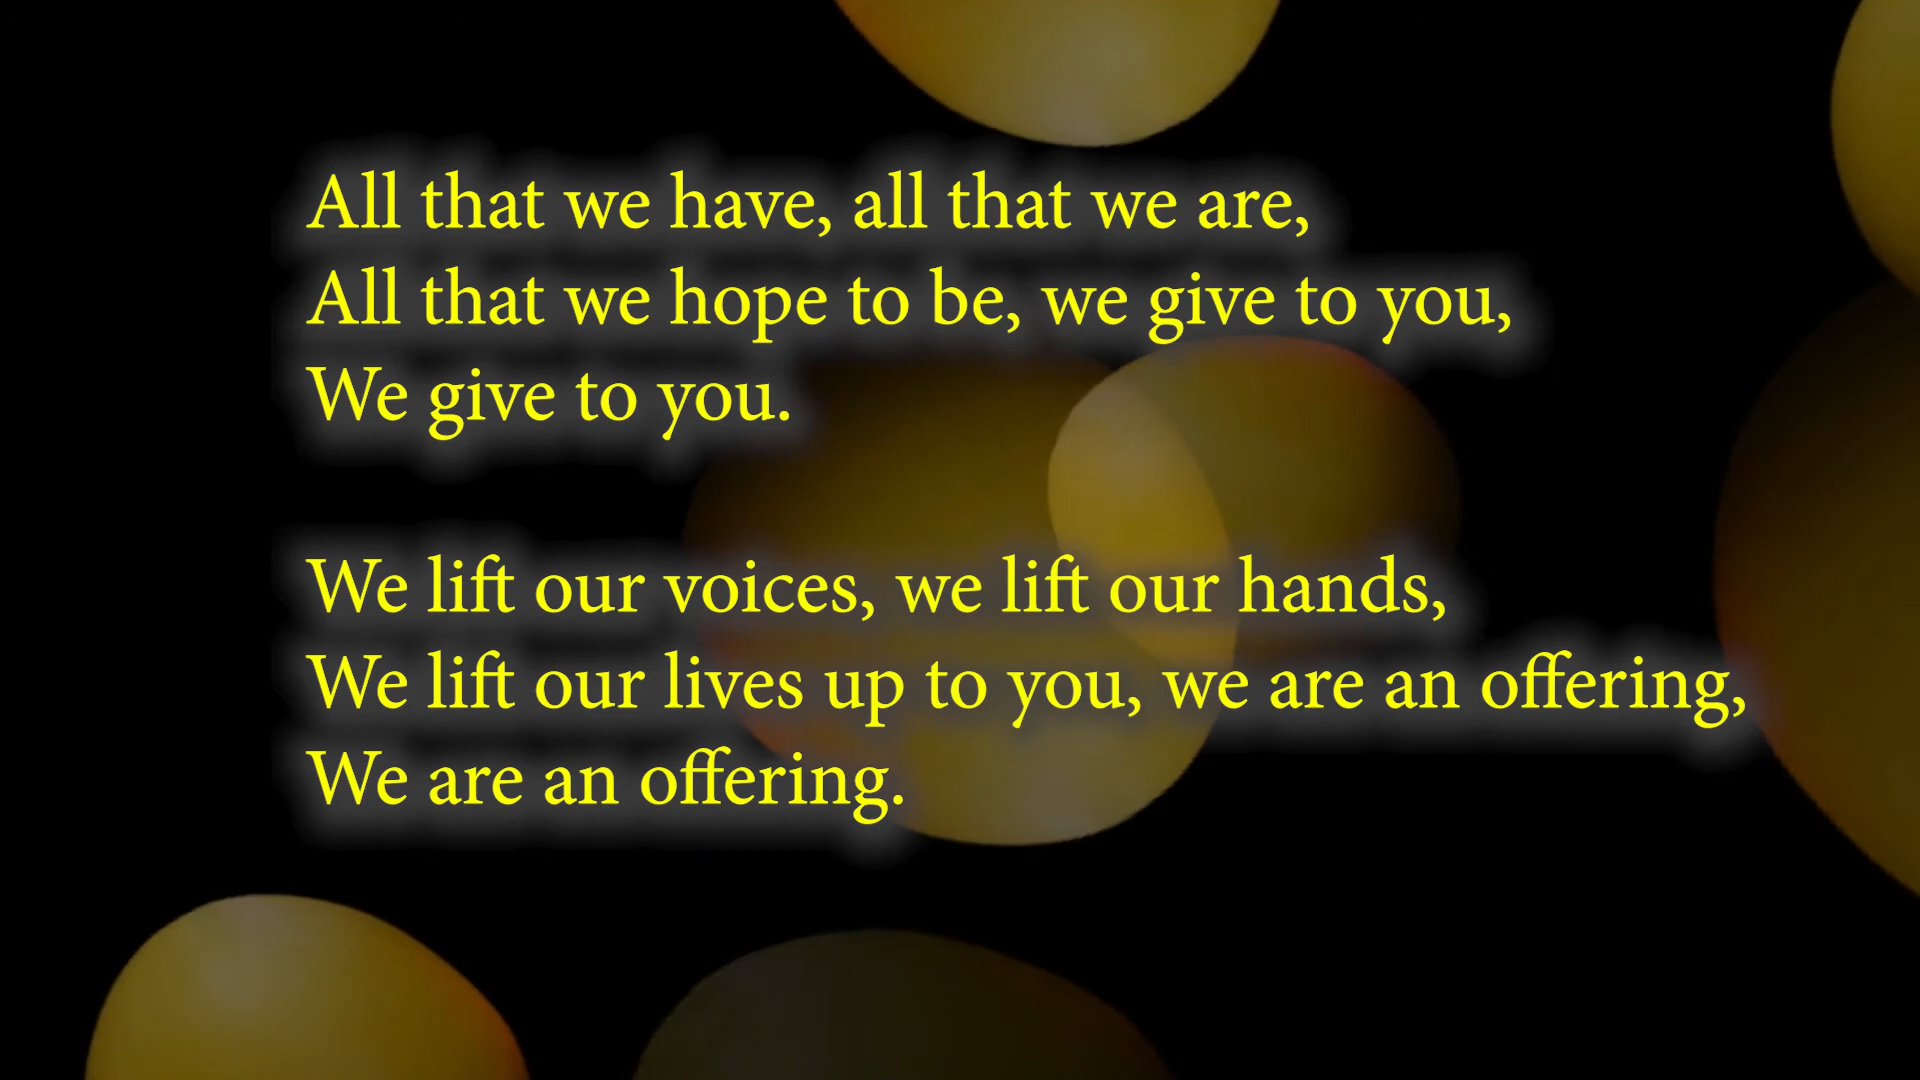 All that we have, all that we are,
All that we hope to be, we give to you,
We give to you.
We lift our voices, we lift our hands,
We lift our lives up to you, we are an offering,
We are an offering.